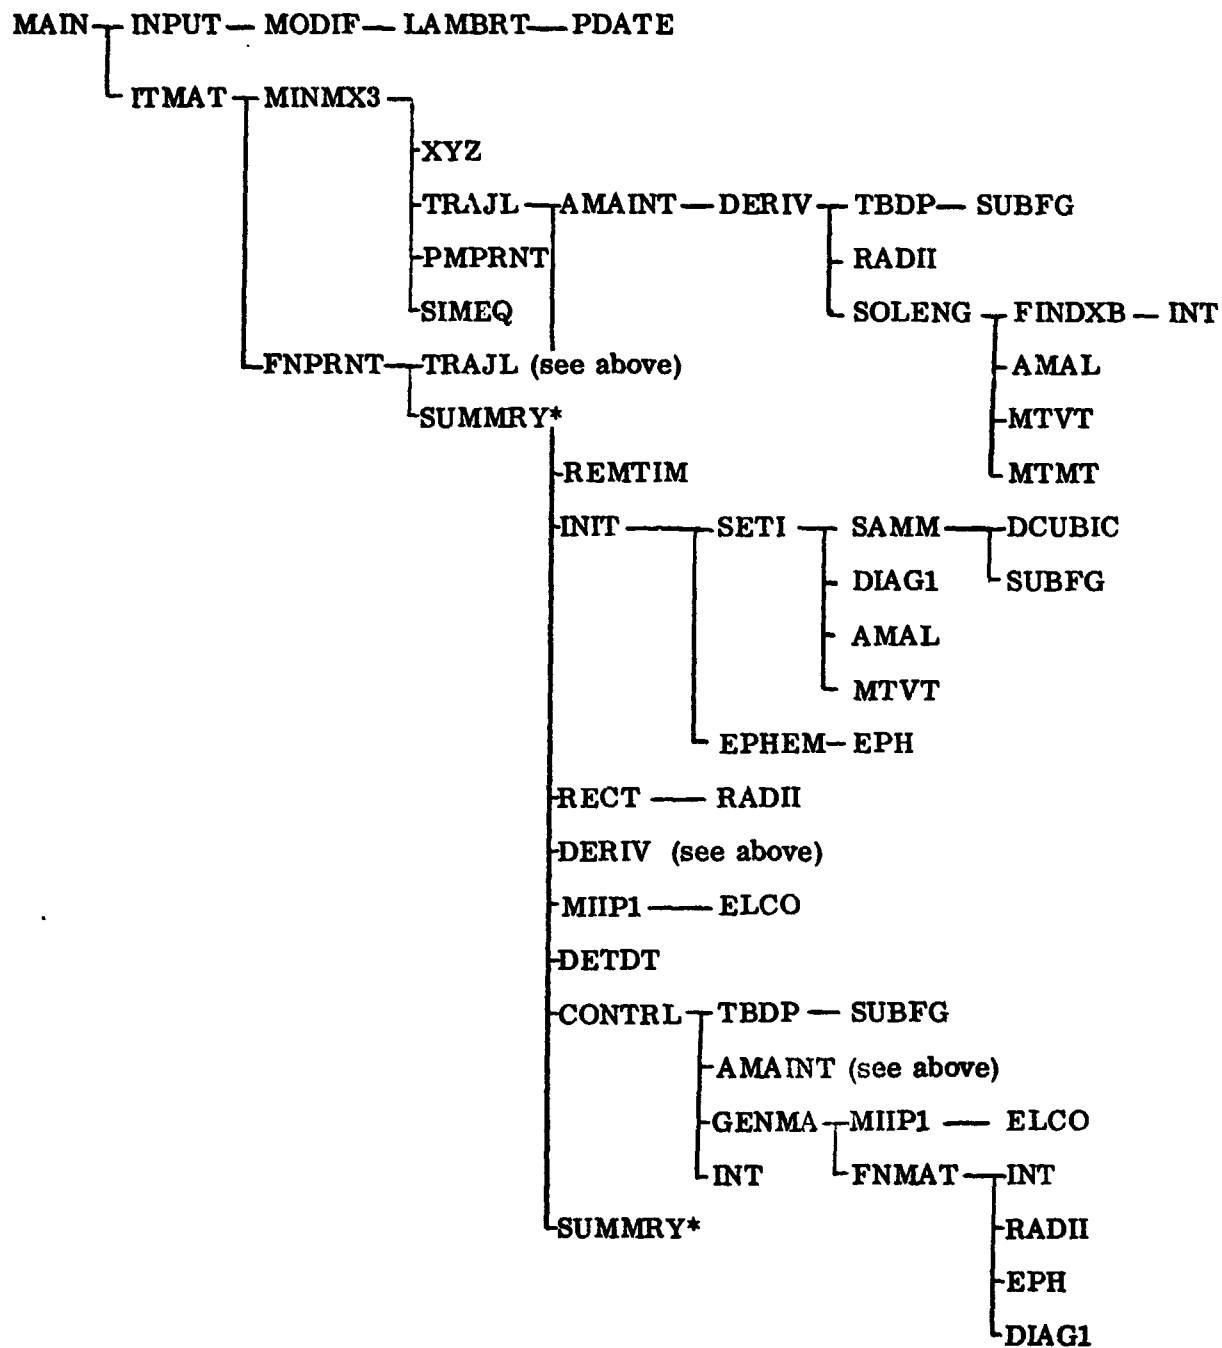 MAIN INPUT MODIF LAMBRT PDATE
ITMAT MINMX3
XYZ
TRAJL AMAINT DERIV TBDP SUBFG
PMPRNT RADII
SIMEQ SOLENG FINDXB INT
FNPRNT TRAJL (see above) AMAL
SUMMRY* MTVT
REMTIM MTMT
INIT SETI SAMM DCUBIC
DIAG1 SUBFG
AMAL
MTVT
EPHEM EPH
RECT RADII
DERIV (see above)
MIIP1 ELCO
DETDT
CONTRL TBDP SUBFG
AMAINT (see above)
GENMA MIIP1 ELCO
INT FNMAT INT
SUMMRY* RADII
EPH
DIAG1